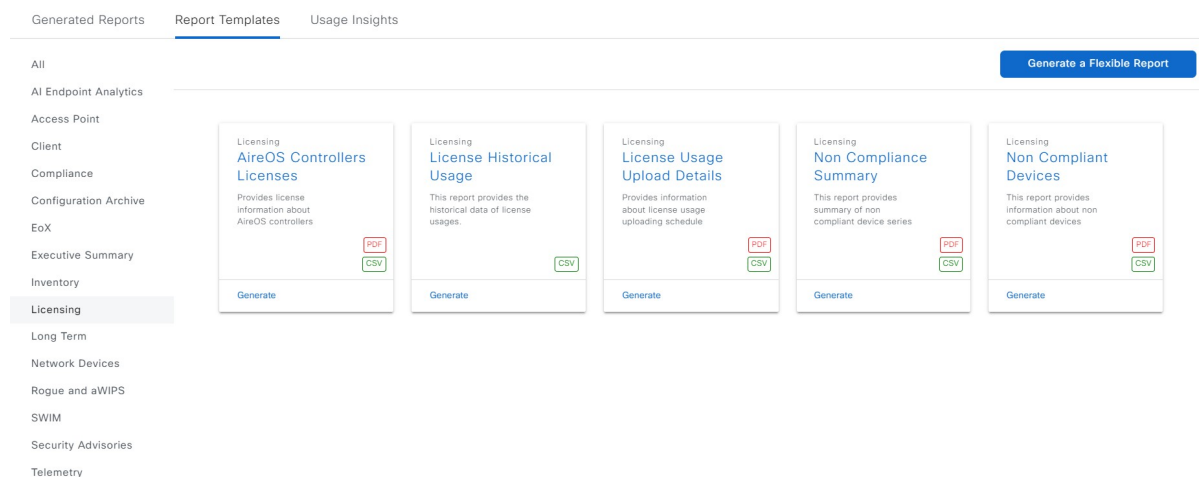 Generated Reports
Report Templates
Usage Insights
Generate a Flexible Report
All
AI Endpoint Analytics
Access Point
Client
Compliance
Configuration Archive
EoX
Executive Summary
Inventory
Licensing
Long Term
Network Devices
Rogue and aWIPS
SWIM
Security Advisories
Telemetry
Licensing
AireOS Controllers
Licenses
Provides license
information about
AireOS controllers
PDF
CSV
Generate
Licensing
License Historical
Usage
This report provides the
historical data of license
usages.
CSV
Generate
Licensing
License Usage
Upload Details
Provides information
about license usage
uploading schedule
PDF
CSV
Generate
Licensing
Non Compliance
Summary
This report provides
summary of non
compliant device series
PDF
CSV
Generate
Licensing
Non Compliant
Devices
This report provides
information about non
compliant devices
PDF
CSV
Generate